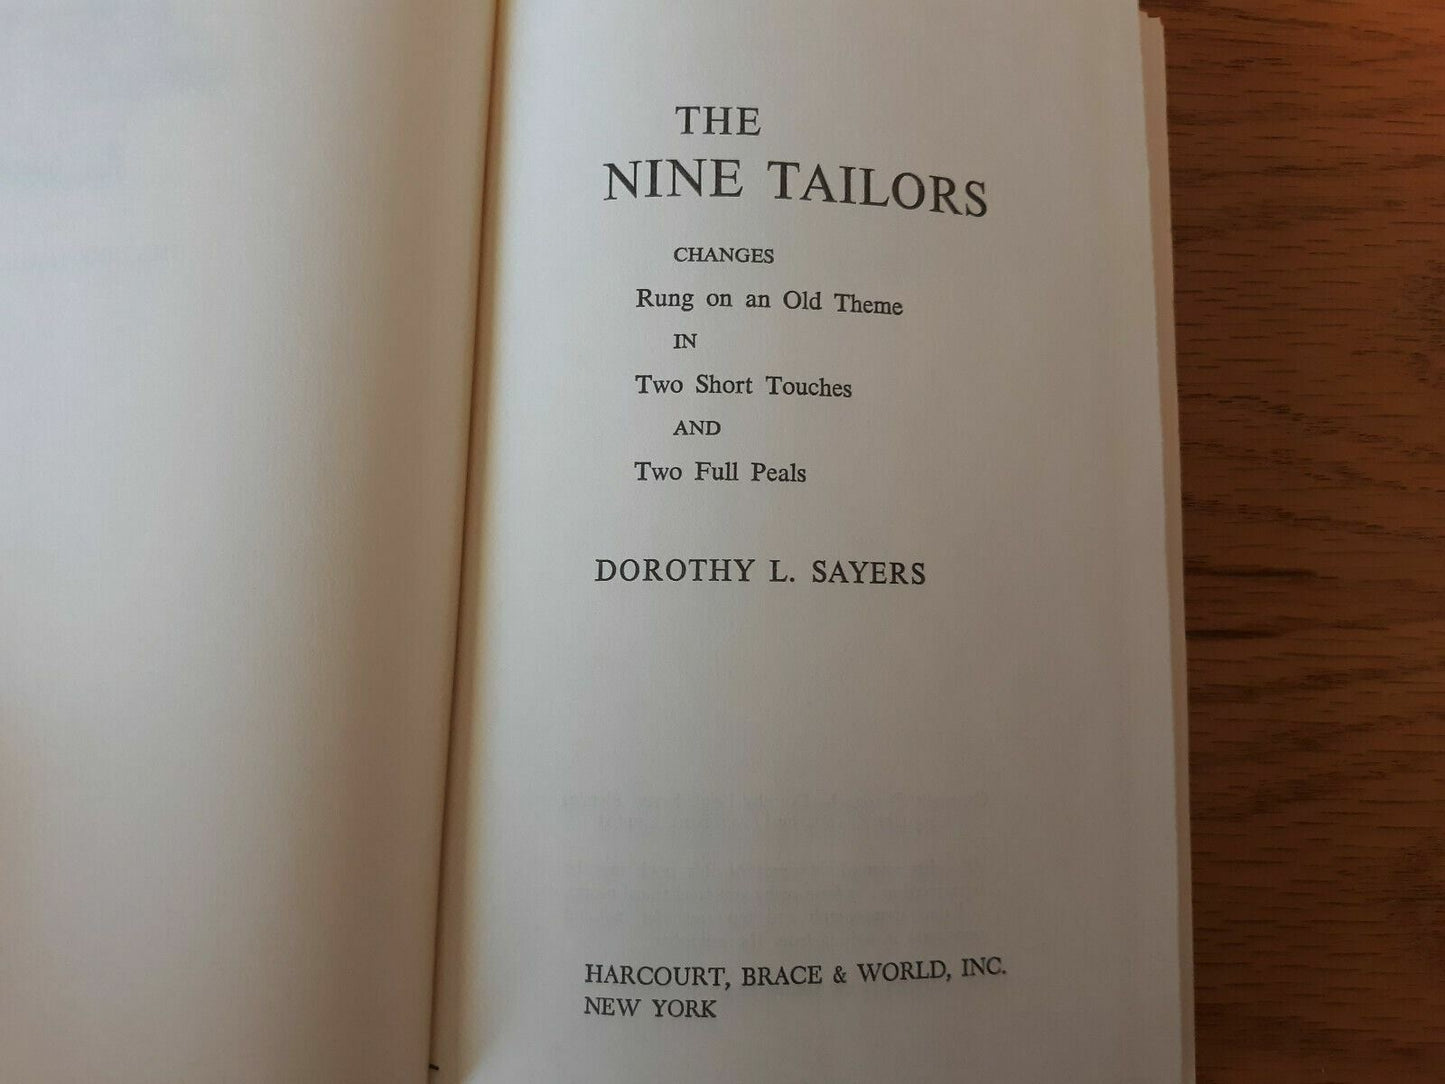 THE
NINE TAILORS
CHANGES
Rung on an Old Theme
IN
Two Short Touches
AND
Two Full Peals
DOROTHY L. SAYERS
HARCOURT, BRACE & WORLD, INC.
NEW YORK